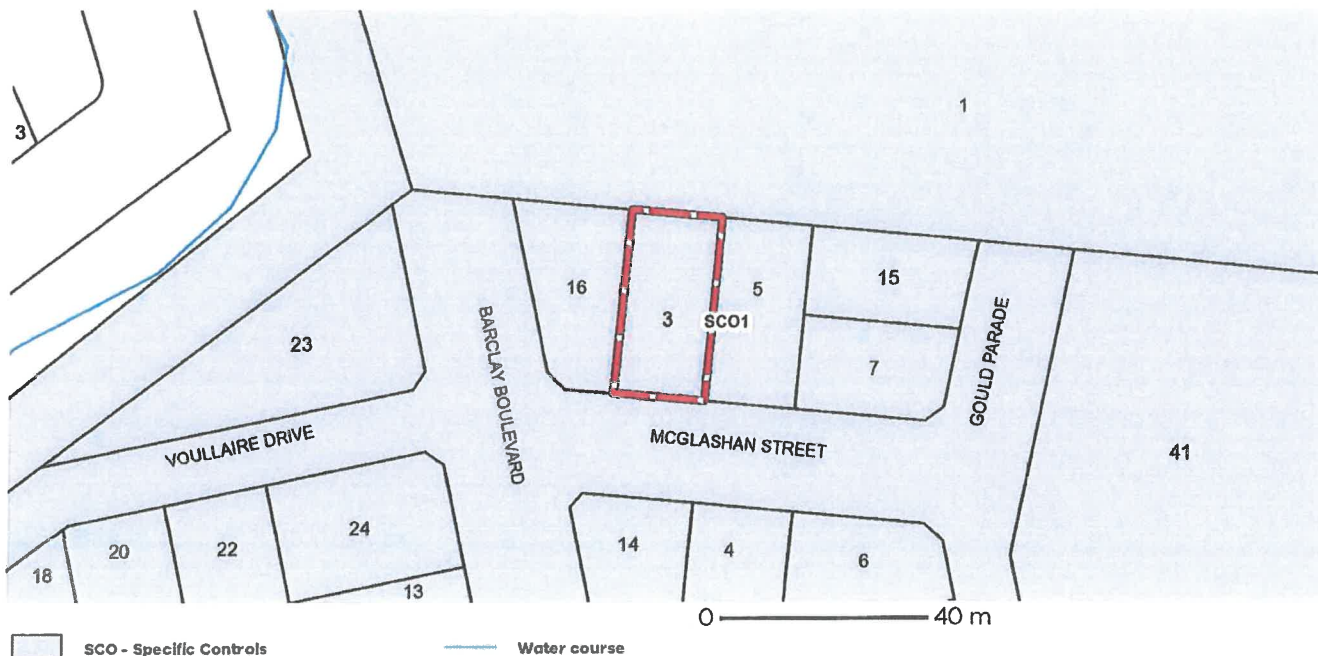 1
3
16
3
SCO1
5
15
7
GOULD PARADE
23
BARCLAY BOULEVARD
VOULLAIRE DRIVE
MCGLASHAN STREET
41
18
20
22
24
13
14
4
6
0 40 m
SCO - Specific Controls
Water course